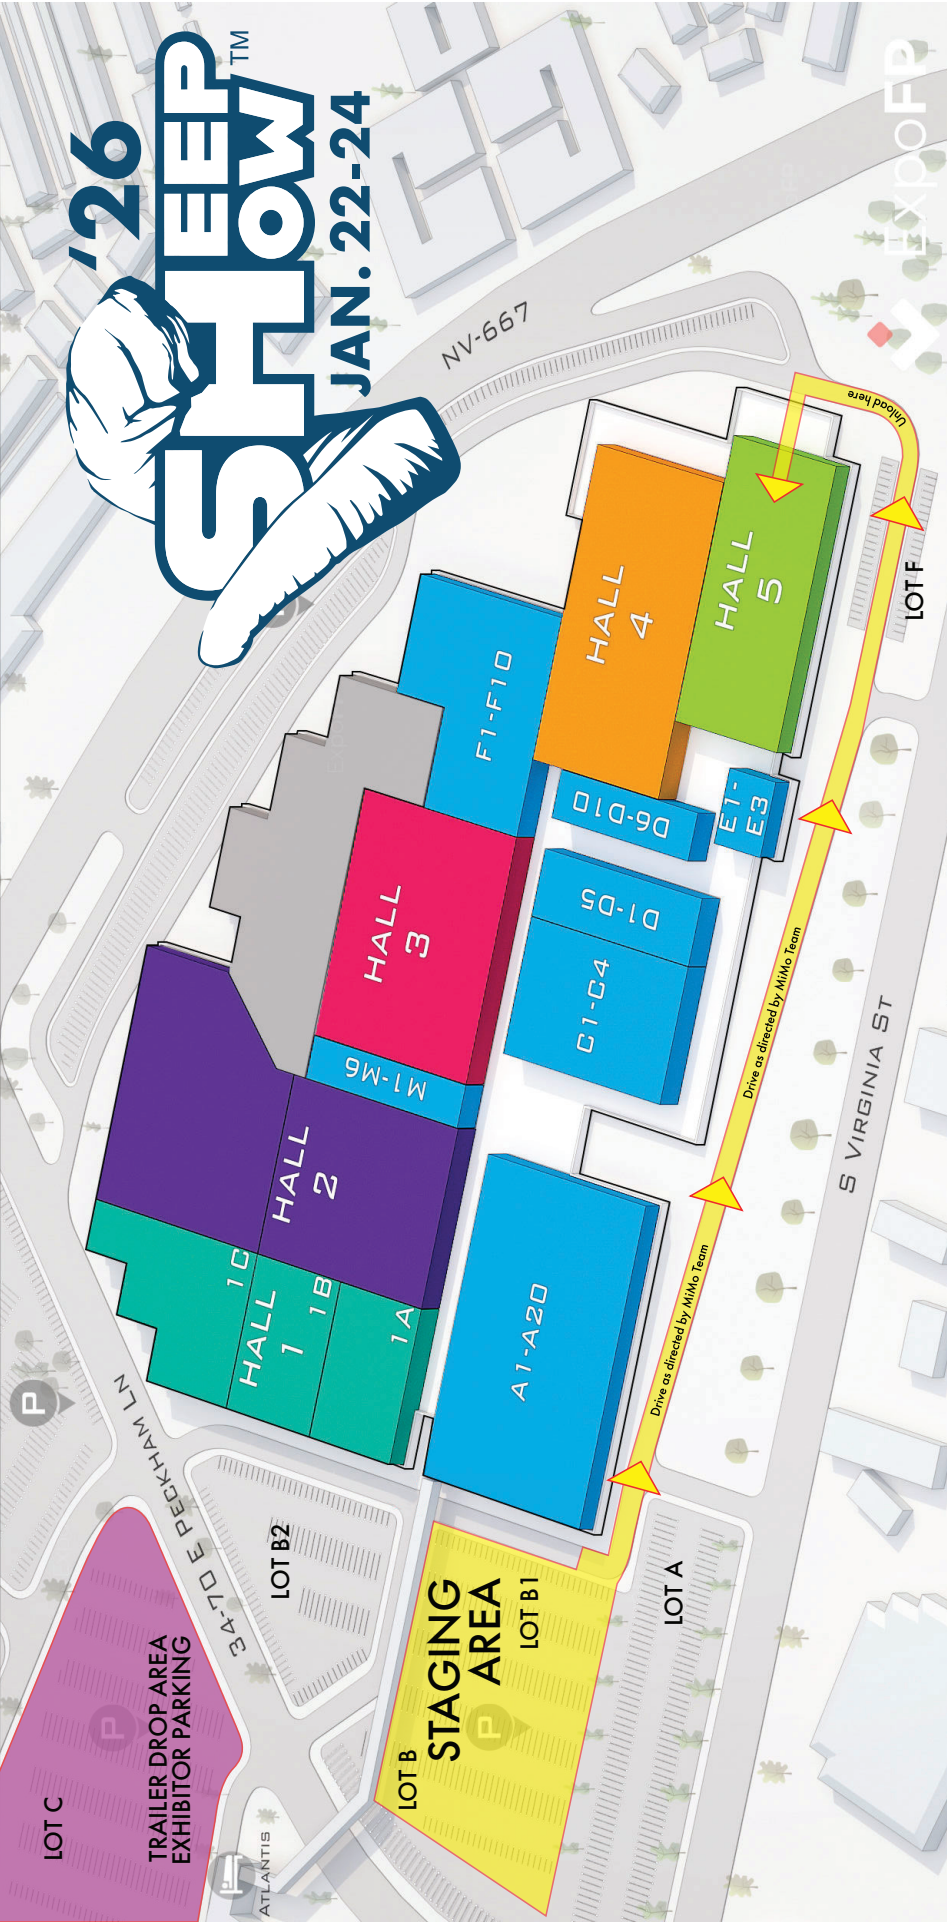 '26
SHEEP
SHOW™
JAN. 22-24
NV-667
ExpoFP
Unload here
LOT F
HALL
5
HALL
4
F1-F10
D6-D10
E1-
E3
D1-D5
C1-C4
HALL
3
M1-M6
HALL
2
1C
HALL
1
1B
1A
A1-A20
Drive as directed by MiMo Team
Drive as directed by MiMo Team
S VIRGINIA ST
34-70 E PECKHAM LN
P
LOT B2
LOT B
STAGING
AREA
LOT B1
P
LOT A
LOT C
TRAILER DROP AREA
EXHIBITOR PARKING
P
ATLANTIS